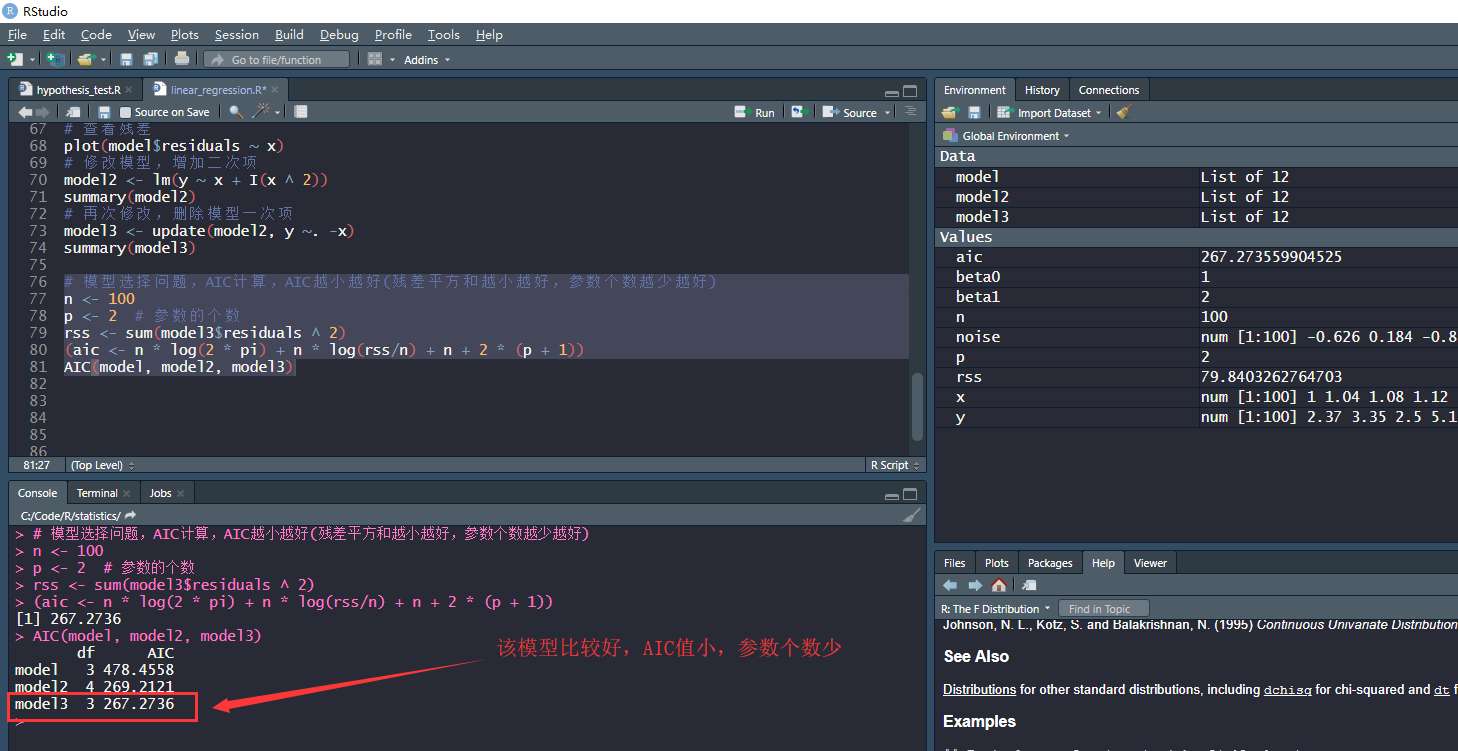 RStudio
File Edit Code View Plots Session Build Debug Profile Tools Help
Go to file/function Addins
hypothesis_test.R linear_regression.R*
Source on Save Run Source
67 # 查看残差
68 plot(model$residuals ~ x)
69 # 修改模型，增加二次项
70 model2 <- lm(y ~ x + I(x ^ 2))
71 summary(model2)
72 # 再次修改，删除模型一次项
73 model3 <- update(model2, y ~. -x)
74 summary(model3)
75
76 # 模型选择问题，AIC计算，AIC越小越好(残差平方和越小越好，参数个数越少越好)
77 n <- 100
78 p <- 2 # 参数的个数
79 rss <- sum(model3$residuals ^ 2)
80 (aic <- n * log(2 * pi) + n * log(rss/n) + n + 2 * (p + 1))
81 AIC(model, model2, model3)
82
83
84
85
86
81:27 (Top Level) R Script
Console Terminal Jobs
C:/Code/R/statistics/
> # 模型选择问题，AIC计算，AIC越小越好(残差平方和越小越好，参数个数越少越好)
> n <- 100
> p <- 2 # 参数的个数
> rss <- sum(model3$residuals ^ 2)
> (aic <- n * log(2 * pi) + n * log(rss/n) + n + 2 * (p + 1))
[1] 267.2736
> AIC(model, model2, model3)
df AIC
model 3 478.4558
model2 4 269.2121
model3 3 267.2736
>
该模型比较好，AIC值小，参数个数少
Environment History Connections
Import Dataset
Global Environment
Data
model List of 12
model2 List of 12
model3 List of 12
Values
aic 267.273559904525
beta0 1
beta1 2
n 100
noise num [1:100] -0.626 0.184 -0.8
p 2
rss 79.8403262764703
x num [1:100] 1 1.04 1.08 1.12
y num [1:100] 2.37 3.35 2.5 5.1
Files Plots Packages Help Viewer
R: The F Distribution Find in Topic
Johnson, N. L., Kotz, S. and Balakrishnan, N. (1995) Continuous Univariate Distribution
See Also
Distributions for other standard distributions, including dchisq for chi-squared and dt f
Examples